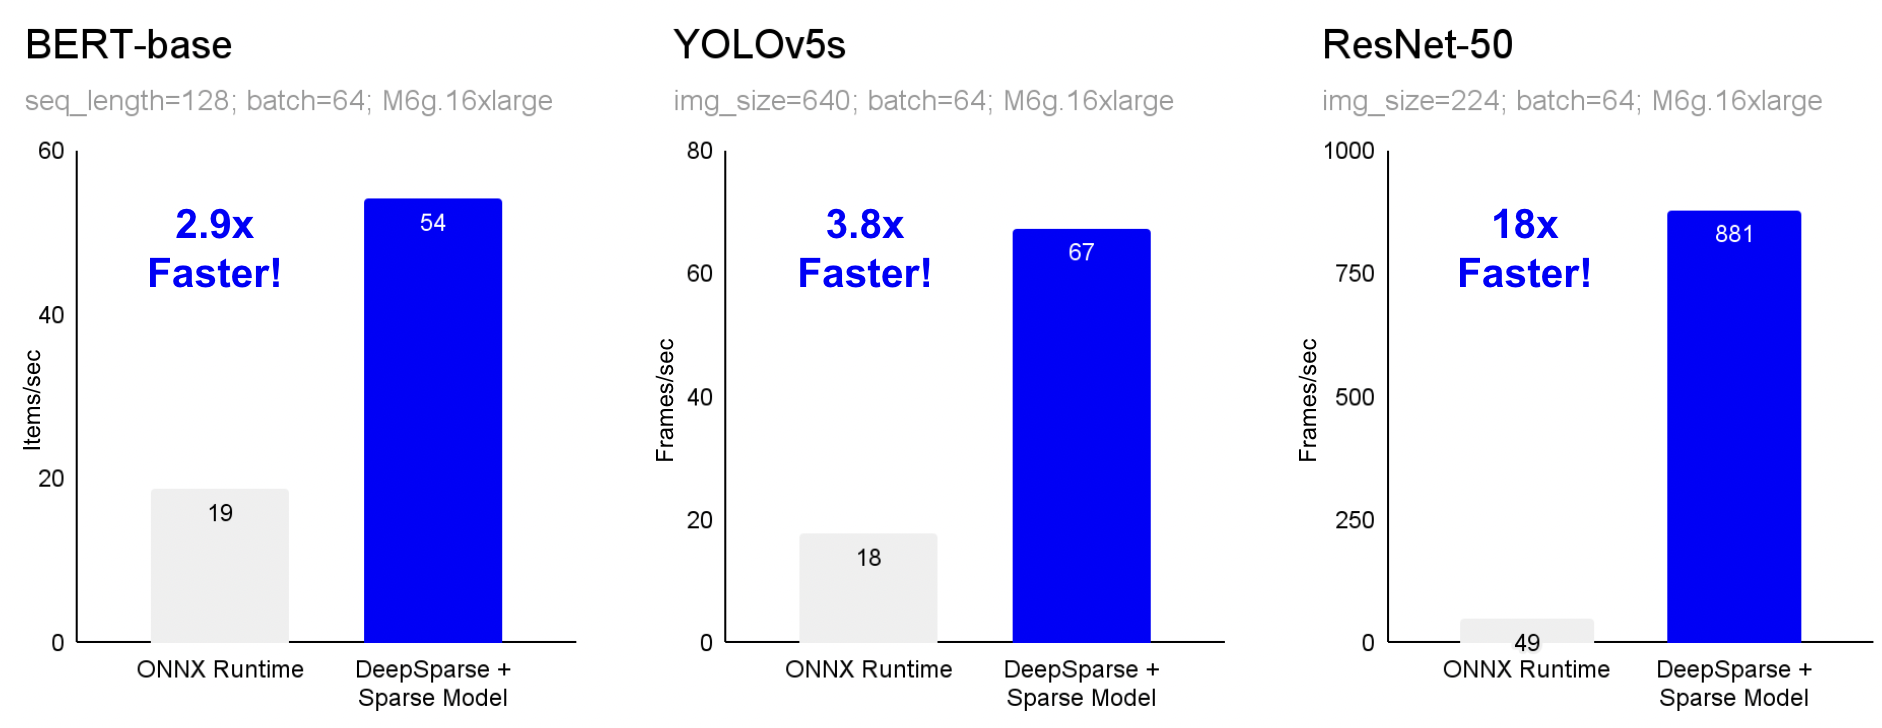 BERT-base
seq_length=128; batch=64; M6g.16xlarge
60
40
20
0
Items/sec
2.9x
Faster!
19
54
ONNX Runtime
DeepSparse +
Sparse Model
YOLOv5s
img_size=640; batch=64; M6g.16xlarge
80
60
40
20
0
Frames/sec
3.8x
Faster!
18
67
ONNX Runtime
DeepSparse +
Sparse Model
ResNet-50
img_size=224; batch=64; M6g.16xlarge
1000
750
500
250
0
Frames/sec
18x
Faster!
49
881
ONNX Runtime
DeepSparse +
Sparse Model